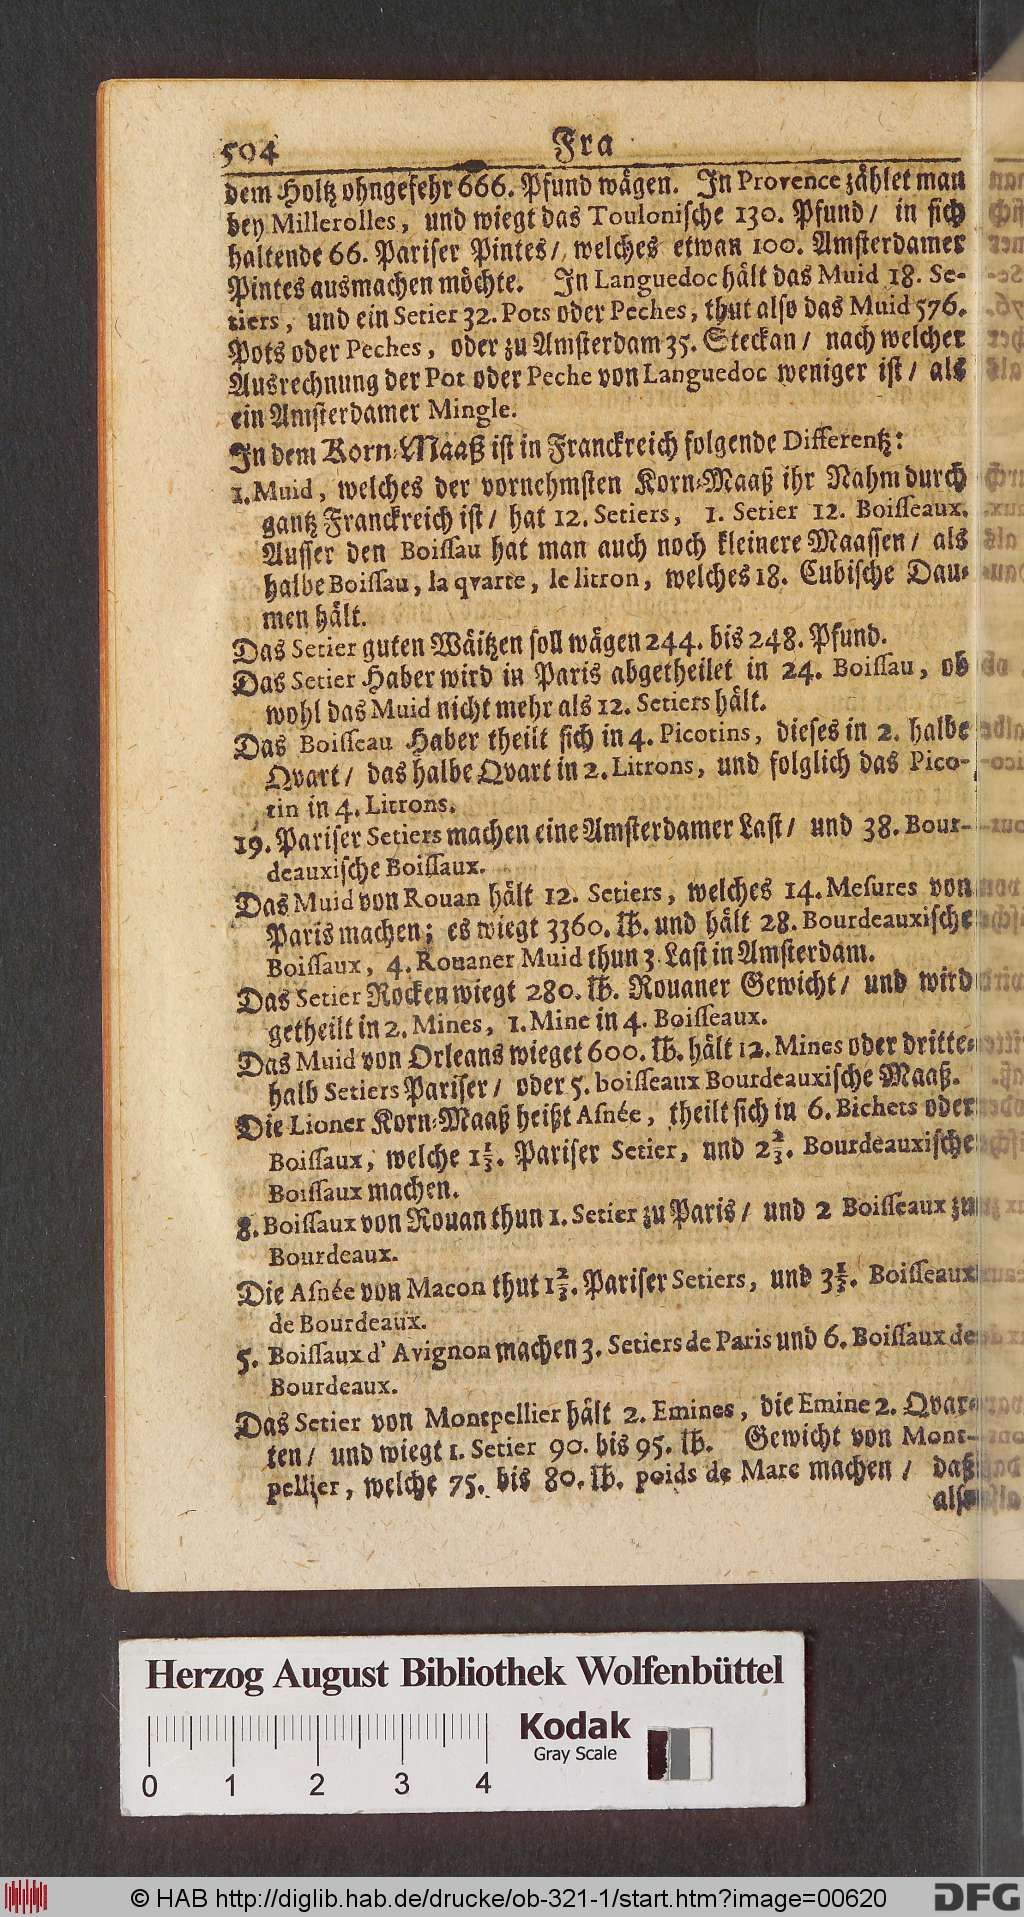 504 Fra
dem Holtz ohngefehr 666. Pfund wägen. In Provence zählet man
bey Millerolles, und wiegt das Toulonische 130. Pfund / in sich
haltende 66. Pariser Pintes /, welches etwan 100. Amsterdamer
Pintes ausmachen möchte. In Languedoc hält das Muid 18. Se-
tiers, und ein Setier 32. Pots oder Peches, thut also das Muid 576.
Pots oder Peches, oder zu Amsterdam 35. Steckan / nach welcher
Ausrechnung der Pot oder Peche von Languedoc weniger ist / als
ein Amsterdamer Mingle.
In dem Korn-Maaß ist in Franckreich folgende Differentz:
1. Muid, welches der vornehmsten Korn-Maaß ihr Nahm durch
gantz Franckreich ist / hat 12. Setiers, 1. Setier 12. Boisseaux.
Ausser den Boissau hat man auch noch kleinere Maassen / als
halbe Boissau, la qvarte, le litron, welches 18. Cubische Dau-
men hält.
Das Setier guten Wäitzen soll wägen 244. bis 248. Pfund.
Das Setier Haber wird in Paris abgetheilet in 24. Boissau, ob
wohl das Muid nicht mehr als 12. Setiers hält.
Das Boisseau Haber theilt sich in 4. Picotins, dieses in 2. halbe
Qvart / das halbe Qvart in 2. Litrons, und folglich das Pico-
tin in 4. Litrons.
19. Pariser Setiers machen eine Amsterdamer Last / und 38. Bour-
deauxische Boissaux.
Das Muid von Rouan hält 12. Setiers, welches 14. Mesures von
Paris machen; es wiegt 3360. lb. und hält 28. Bourdeauxische
Boissaux, 4. Rouaner Muid thun 3. Last in Amsterdam.
Das Setier Rocken wiegt 280. lb. Rouaner Gewicht / und wird
getheilt in 2. Mines, 1. Mine in 4. Boisseaux.
Das Muid von Orleans wieget 600. lb. hält 12. Mines oder dritte-
halb Setiers Pariser / oder 5. boisseaux Bourdeauxische Maaß.
Die Lioner Korn-Maaß heißt Asnée, theilt sich in 6. Bichets oder
Boissaux, welche 1 1/3. Pariser Setier, und 2 2/3. Bourdeauxische
Boissaux machen.
8. Boissaux von Rouan thun 1. Setier zu Paris / und 2 Boisseaux zu
Bourdeaux.
Die Asnée von Macon thut 1 2/3. Pariser Setiers, und 3 1/3. Boisseaux
de Bourdeaux.
5. Boissaux d' Avignon machen 3. Setiers de Paris und 6. Boissaux de
Bourdeaux.
Das Setier von Montpellier hält 2. Emines, die Emine 2. Qvar-
ten / und wiegt 1. Setier 90. bis 95. lb. Gewicht von Mont-
pellier, welche 75. bis 80. lb. poids de Marc machen / daß
also
Herzog August Bibliothek Wolfenbüttel
Kodak
Gray Scale
0 1 2 3 4
© HAB http://diglib.hab.de/drucke/ob-321-1/start.htm?image=00620
DFG